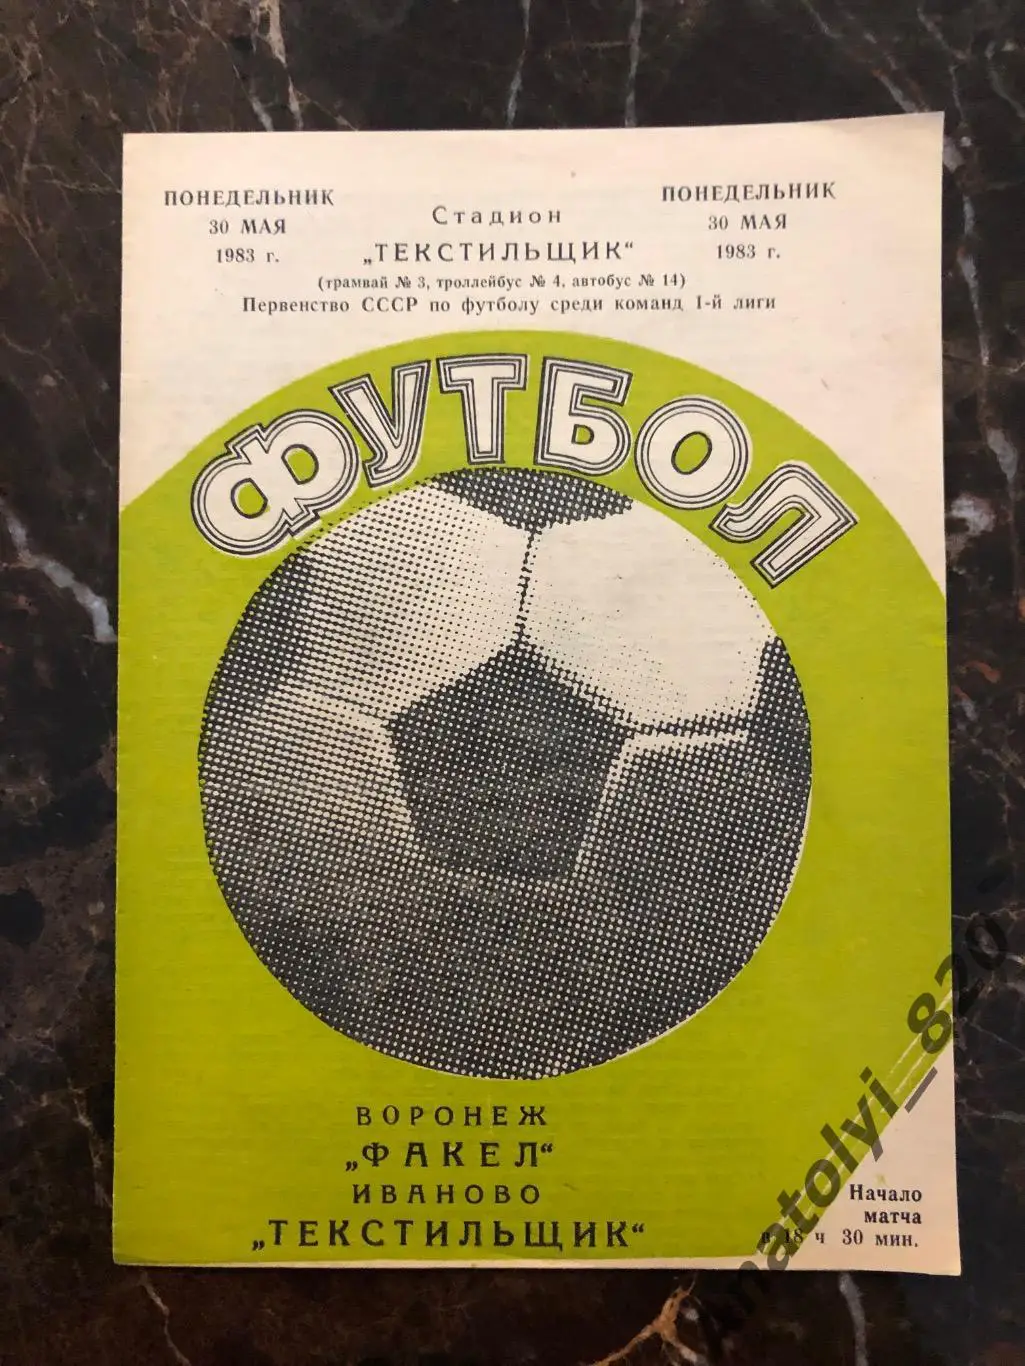 ПОНЕДЕЛЬНИК
30 МАЯ
1983 г.
Стадион
„ТЕКСТИЛЬЩИК“
(трамвай № 3, троллейбус № 4, автобус № 14)
Первенство СССР по футболу среди команд 1-й лиги
ПОНЕДЕЛЬНИК
30 МАЯ
1983 г.
ФУТБОЛ
ВОРОНЕЖ
„ФАКЕЛ“
ИВАНОВО
„ТЕКСТИЛЬЩИК“
Начало
матча
в 18 ч 30 мин.
Anatolyi_820